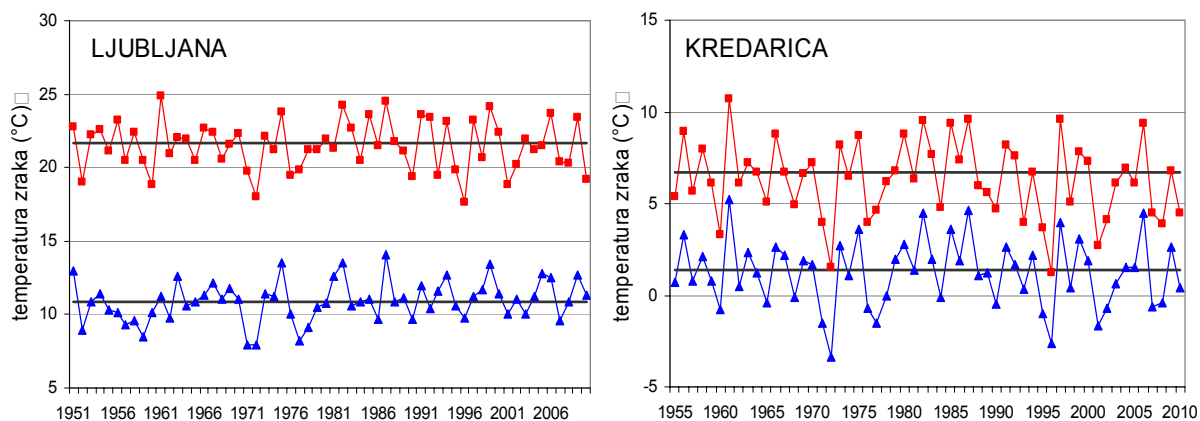 LJUBLJANA
temperatura zraka (°C)□
30
25
20
15
10
5
1951 1956 1961 1966 1971 1976 1981 1986 1991 1996 2001 2006
KREDARICA
temperatura zraka (°C)□
15
10
5
0
-5
1955 1960 1965 1970 1975 1980 1985 1990 1995 2000 2005 2010